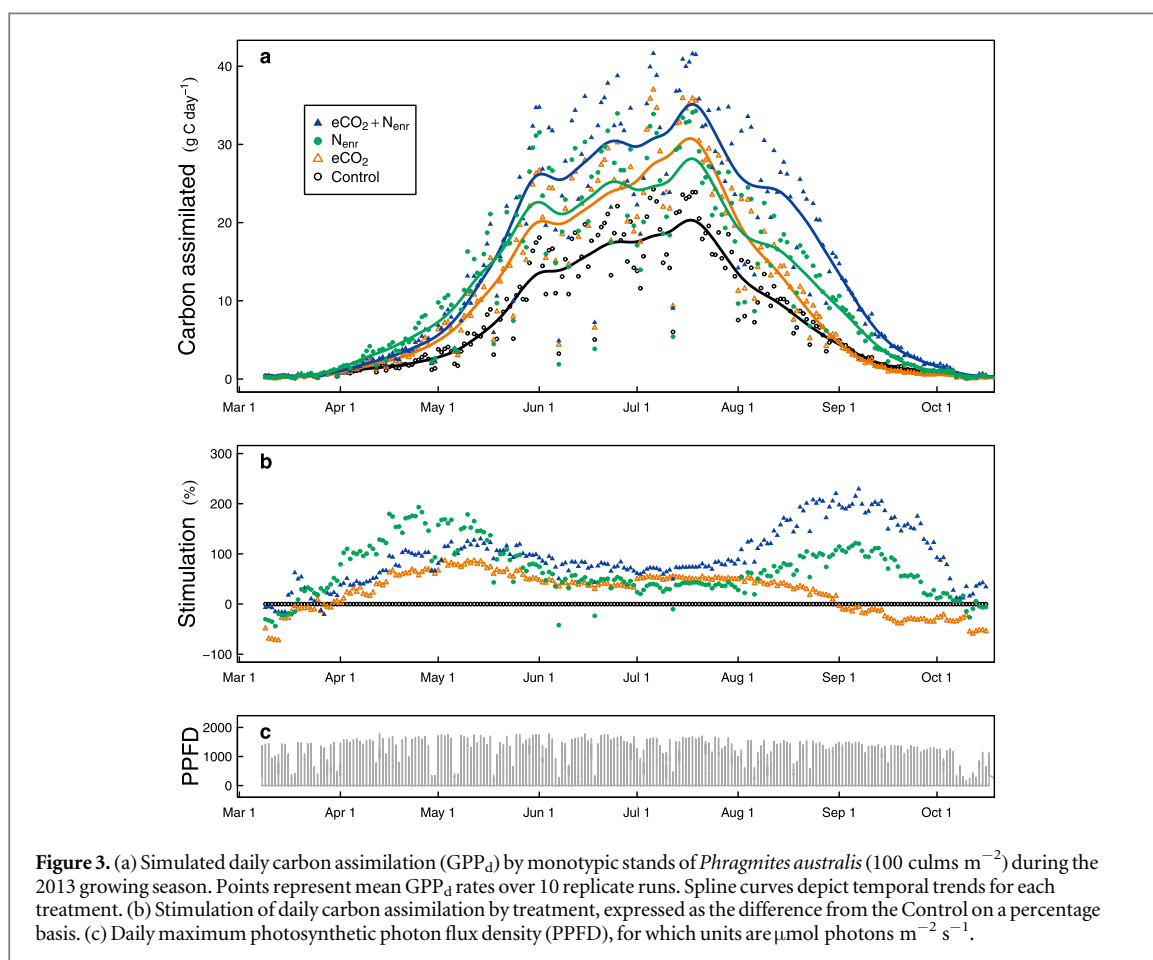 a
Carbon assimilated (g C day⁻¹)
40
30
20
10
0
eCO₂ + Nₑₙᵣ
Nₑₙᵣ
eCO₂
Control
Mar 1 Apr 1 May 1 Jun 1 Jul 1 Aug 1 Sep 1 Oct 1
b
Stimulation (%)
300
200
100
0
−100
Mar 1 Apr 1 May 1 Jun 1 Jul 1 Aug 1 Sep 1 Oct 1
c
PPFD
2000
1000
0
Mar 1 Apr 1 May 1 Jun 1 Jul 1 Aug 1 Sep 1 Oct 1
Figure 3. (a) Simulated daily carbon assimilation (GPP_d) by monotypic stands of Phragmites australis (100 culms m⁻²) during the
2013 growing season. Points represent mean GPP_d rates over 10 replicate runs. Spline curves depict temporal trends for each
treatment. (b) Stimulation of daily carbon assimilation by treatment, expressed as the difference from the Control on a percentage
basis. (c) Daily maximum photosynthetic photon flux density (PPFD), for which units are μmol photons m⁻² s⁻¹.